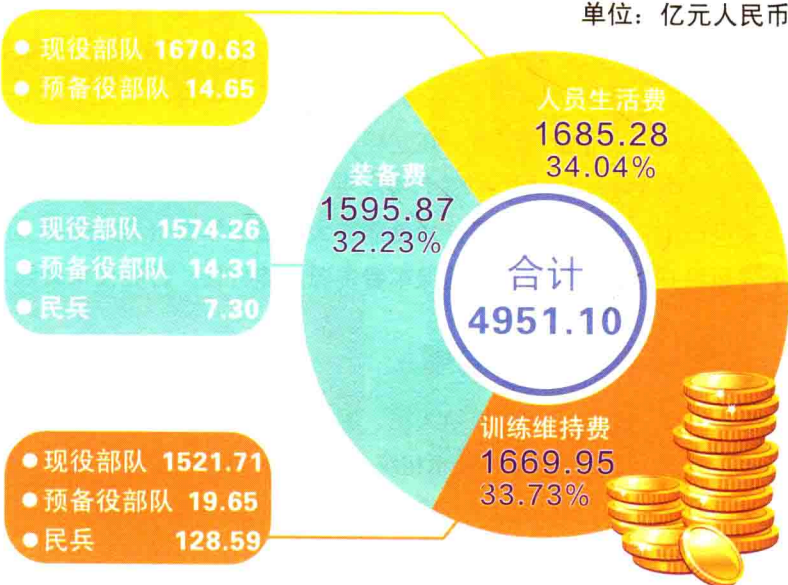 单位：亿元人民币
● 现役部队 1670.63
● 预备役部队 14.65
人员生活费
1685.28
34.04%
装备费
1595.87
32.23%
● 现役部队 1574.26
● 预备役部队 14.31
● 民兵 7.30
合计
4951.10
训练维持费
1669.95
33.73%
● 现役部队 1521.71
● 预备役部队 19.65
● 民兵 128.59